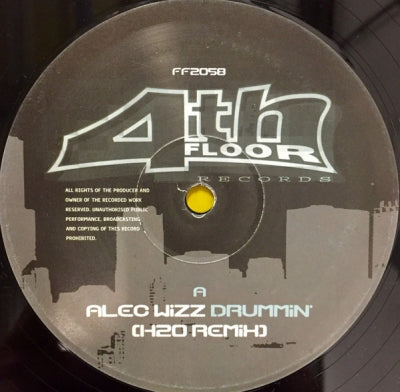 FF2058
4th
FLOOR
RECORDS
ALL RIGHTS OF THE PRODUCER AND
OWNER OF THE RECORDED WORK
RESERVED. UNAUTHORISED PUBLIC
PERFORMANCE, BROADCASTING
AND COPYING OF THIS RECORD
PROHIBITED.
A
ALEC WIZZ DRUMMIN'
(H2O REMIX)